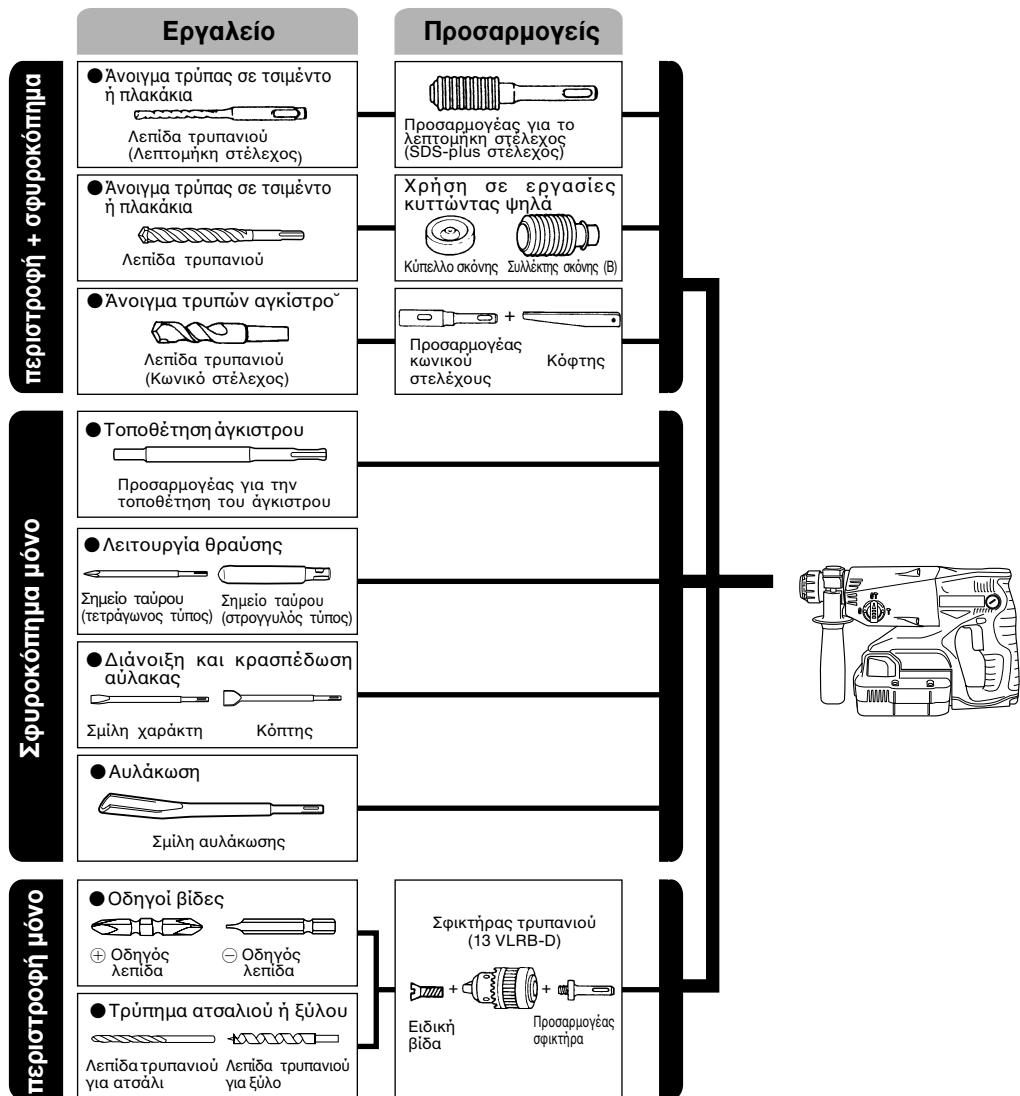 Εργαλείο
Προσαρμογείς
περιστροφή + σφυροκόπημα
● Άνοιγμα τρύπας σε τσιμέντο
ή πλακάκια
Λεπίδα τρυπανιού
(Λεπτομήκη στέλεχος)
Προσαρμογέας για το
λεπτομήκη στέλεχος
(SDS-plus στέλεχος)
● Άνοιγμα τρύπας σε τσιμέντο
ή πλακάκια
Λεπίδα τρυπανιού
Χρήση σε εργασίες
κυττώντας ψηλά
Κύπελλο σκόνης
Συλλέκτης σκόνης (B)
● Άνοιγμα τρυπών αγκίστρο˘
Λεπίδα τρυπανιού
(Κωνικό στέλεχος)
+
Προσαρμογέας
κωνικού
στελέχους
Κόφτης
Σφυροκόπημα μόνο
● Τοποθέτηση άγκιστρου
Προσαρμογέας για την
τοποθέτηση του άγκιστρου
● Λειτουργία θραύσης
Σημείο ταύρου
(τετράγωνος τύπος)
Σημείο ταύρου
(στρογγυλός τύπος)
● Διάνοιξη και κρασπέδωση
αύλακας
Σμίλη χαράκτη
Κόπτης
● Αυλάκωση
Σμίλη αυλάκωσης
περιστροφή μόνο
● Οδηγοί βίδες
⊕ Οδηγός
λεπίδα
⊖ Οδηγός
λεπίδα
● Τρύπημα ατσαλιού ή ξύλου
Λεπίδα τρυπανιού
για ατσάλι
Λεπίδα τρυπανιού
για ξύλο
Σφικτήρας τρυπανιού
(13 VLRB-D)
+ +
Ειδική
βίδα
Προσαρμογέας
σφικτήρα